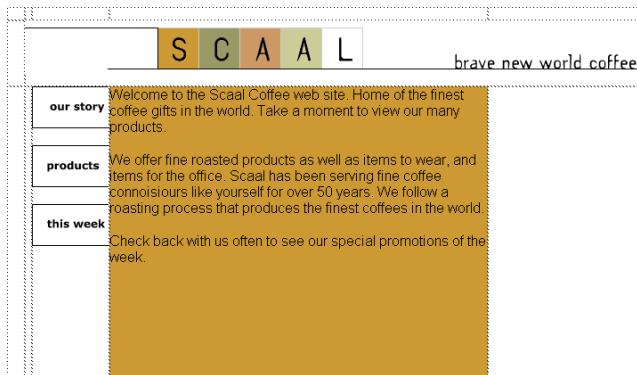 SCAAL
brave new world coffee
our story
products
this week
Welcome to the Scaal Coffee web site. Home of the finest
coffee gifts in the world. Take a moment to view our many
products.
We offer fine roasted products as well as items to wear, and
items for the office. Scaal has been serving fine coffee
connoisiours like yourself for over 50 years. We follow a
roasting process that produces the finest coffees in the world.
Check back with us often to see our special promotions of the
week.